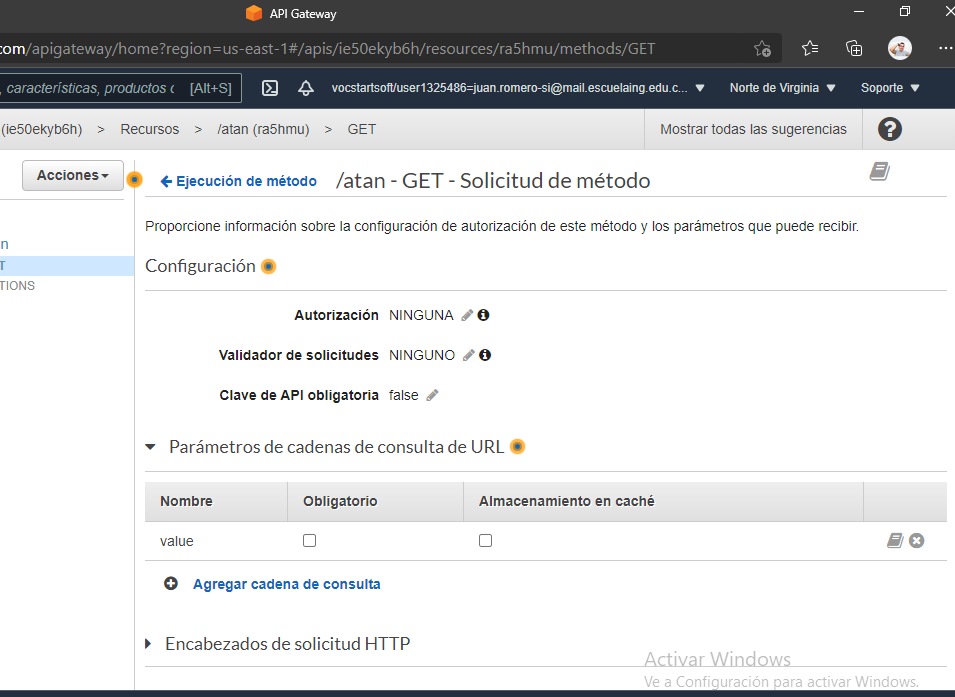 API Gateway
com/apigateway/home?region=us-east-1#/apis/ie50ekyb6h/resources/ra5hmu/methods/GET
, características, productos c [Alt+S] vocstartsoft/user1325486=juan.romero-si@mail.escuelaing.edu.c... Norte de Virginia Soporte
(ie50ekyb6h) > Recursos > /atan (ra5hmu) > GET Mostrar todas las sugerencias ?
Acciones
Ejecución de método /atan - GET - Solicitud de método
Proporcione información sobre la configuración de autorización de este método y los parámetros que puede recibir.
n
T
TIONS
Configuración
Autorización NINGUNA
Validador de solicitudes NINGUNO
Clave de API obligatoria false
Parámetros de cadenas de consulta de URL
Nombre Obligatorio Almacenamiento en caché
value
Agregar cadena de consulta
Encabezados de solicitud HTTP
Activar Windows
Ve a Configuración para activar Windows.